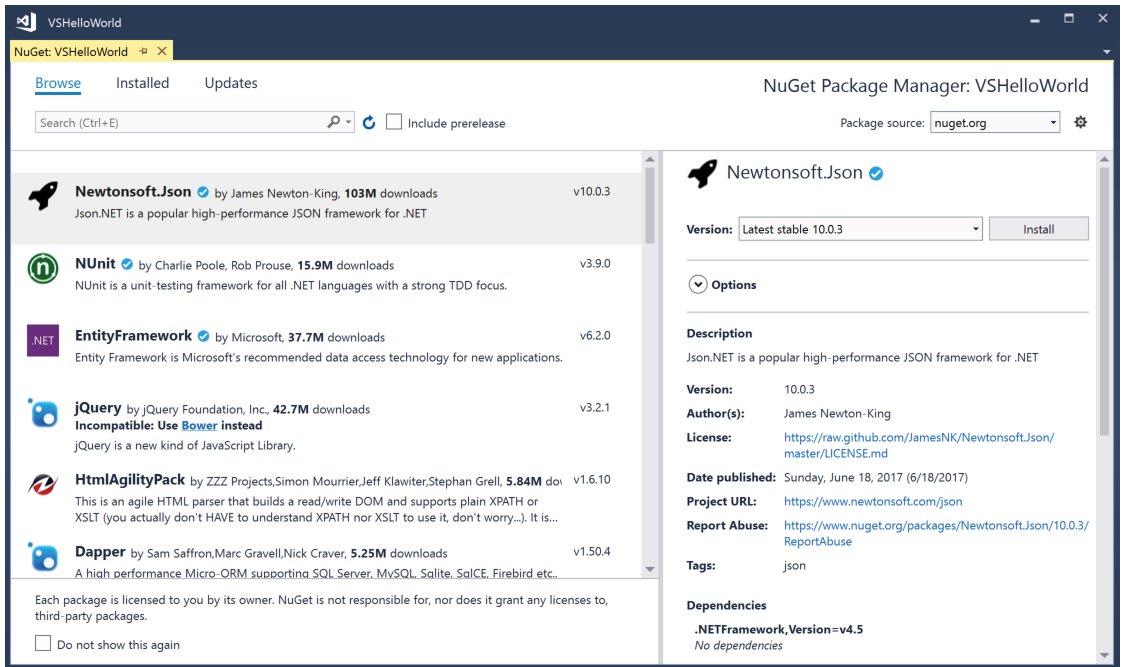 VSHelloWorld
NuGet: VSHelloWorld
Browse Installed Updates
NuGet Package Manager: VSHelloWorld
Search (Ctrl+E)
Include prerelease
Package source: nuget.org
Newtonsoft.Json by James Newton-King, 103M downloads v10.0.3
Json.NET is a popular high-performance JSON framework for .NET
n
NUnit by Charlie Poole, Rob Prouse, 15.9M downloads v3.9.0
NUnit is a unit-testing framework for all .NET languages with a strong TDD focus.
.NET
EntityFramework by Microsoft, 37.7M downloads v6.2.0
Entity Framework is Microsoft's recommended data access technology for new applications.
jQuery by jQuery Foundation, Inc., 42.7M downloads v3.2.1
Incompatible: Use Bower instead
jQuery is a new kind of JavaScript Library.
HtmlAgilityPack by ZZZ Projects,Simon Mourrier,Jeff Klawiter,Stephan Grell, 5.84M dov v1.6.10
This is an agile HTML parser that builds a read/write DOM and supports plain XPATH or
XSLT (you actually don't HAVE to understand XPATH nor XSLT to use it, don't worry...). It is...
Dapper by Sam Saffron,Marc Gravell,Nick Craver, 5.25M downloads v1.50.4
A high performance Micro-ORM supporting SQL Server, MySQL, Sqlite, SqlCE, Firebird etc..
Each package is licensed to you by its owner. NuGet is not responsible for, nor does it grant any licenses to,
third-party packages.
Do not show this again
Newtonsoft.Json
Version: Latest stable 10.0.3 Install
Options
Description
Json.NET is a popular high-performance JSON framework for .NET
Version: 10.0.3
Author(s): James Newton-King
License: https://raw.github.com/JamesNK/Newtonsoft.Json/
master/LICENSE.md
Date published: Sunday, June 18, 2017 (6/18/2017)
Project URL: https://www.newtonsoft.com/json
Report Abuse: https://www.nuget.org/packages/Newtonsoft.Json/10.0.3/
ReportAbuse
Tags: json
Dependencies
.NETFramework,Version=v4.5
No dependencies